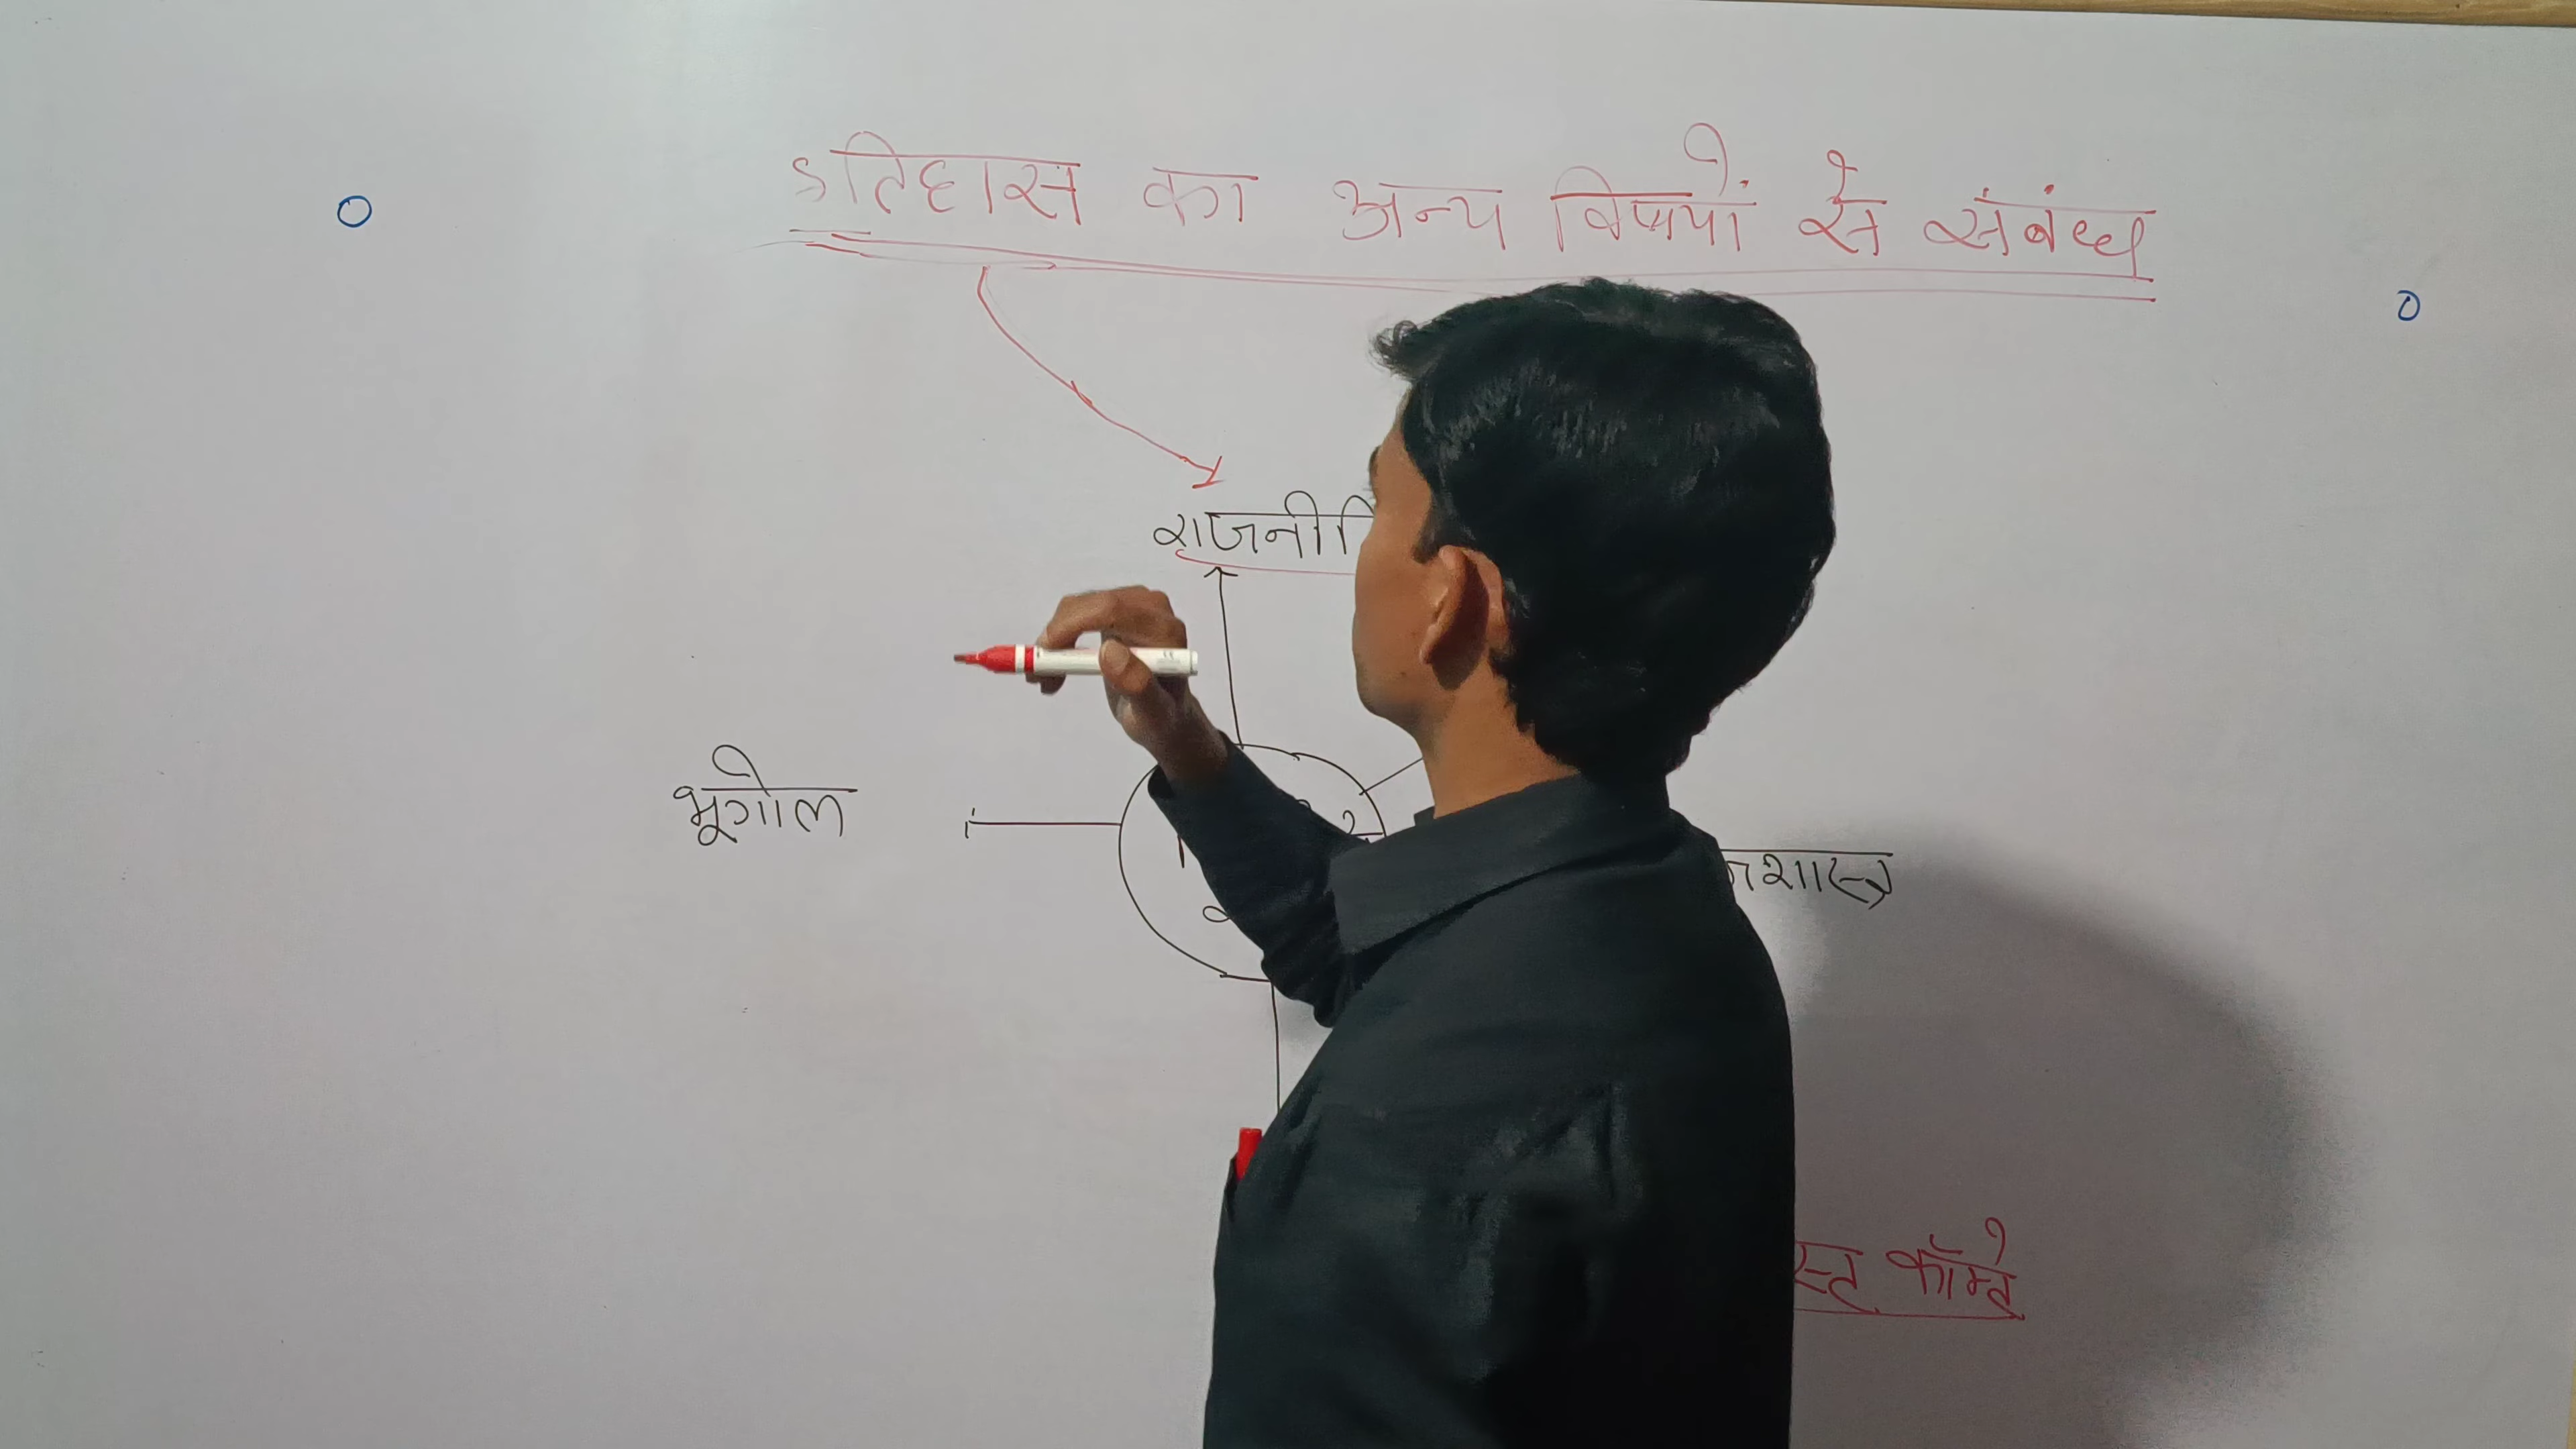 इतिहास का अन्य विषयों से संबंध
राजनी
भूगोल
शास्त्र
कॉम्टे